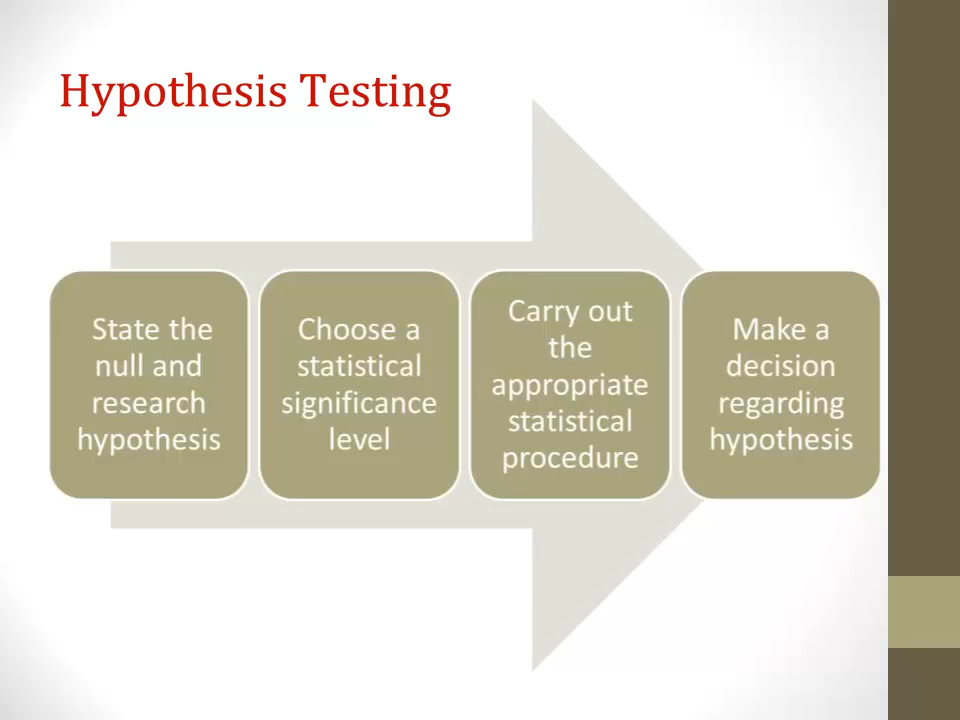 Hypothesis Testing
State the
null and
research
hypothesis
Choose a
statistical
significance
level
Carry out
the
appropriate
statistical
procedure
Make a
decision
regarding
hypothesis